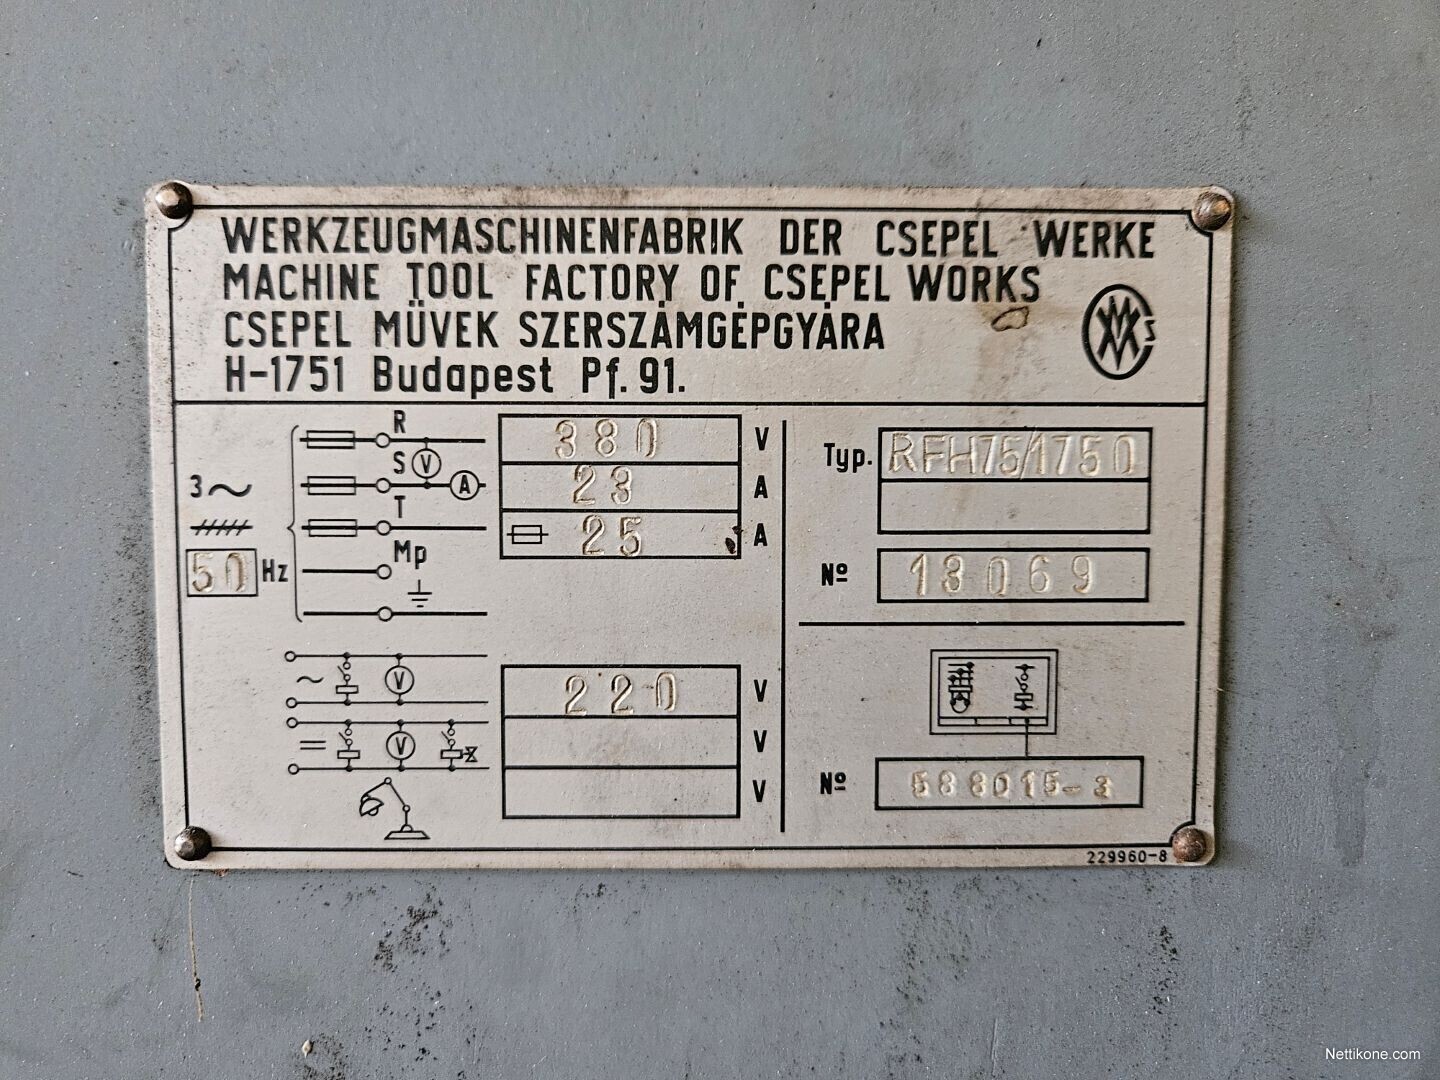 WERKZEUGMASCHINENFABRIK DER CSEPEL WERKE
MACHINE TOOL FACTORY OF CSEPEL WORKS
CSEPEL MÜVEK SZERSZÁMGÉPGYÁRA
H-1751 Budapest Pf. 91.
R
S
V
A
T
Mp
3~
50 Hz
380 V
23 A
25 A
Typ. RFH75/1750
Nº 13069
~
V
=
V
220 V
V
V
Nº 588015-3
229960-8
Nettikone.com